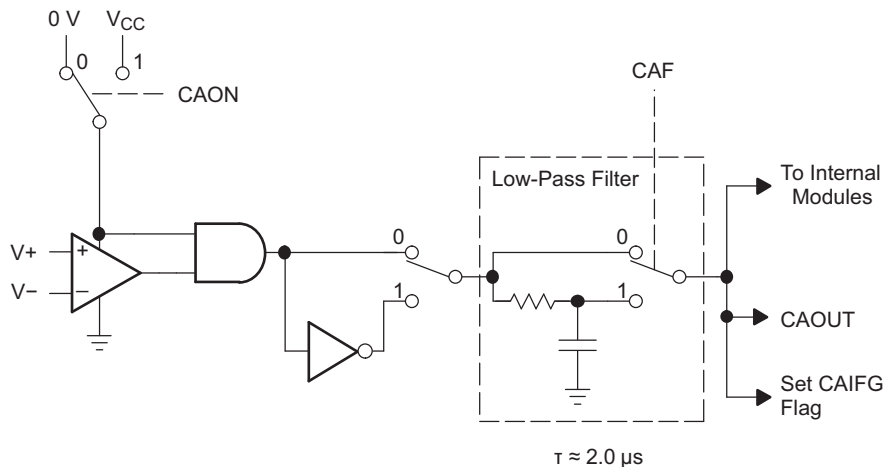 0 V VCC
0 1
CAF
CAON
Low-Pass Filter
To Internal
Modules
V+ +
0 0
V− −
1 1
CAOUT
Set CAIFG
Flag
τ ≈ 2.0 μs